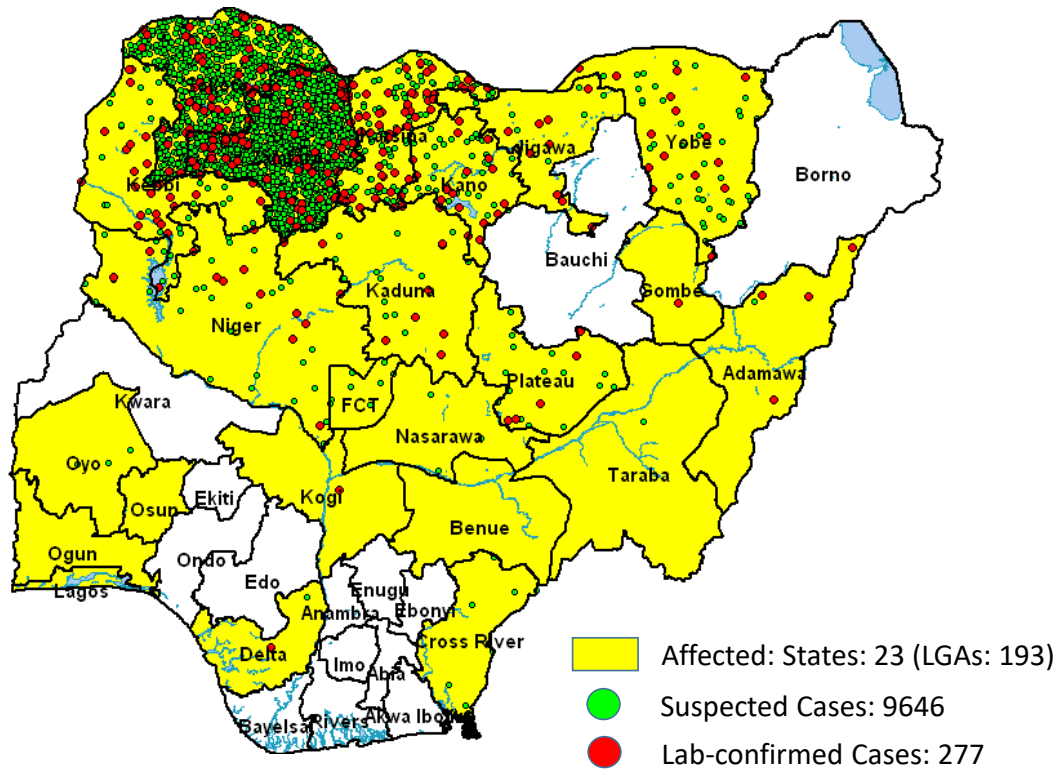 Sokoto
Katsina
Zamfara
Kebbi
Kano
Jigawa
Yobe
Borno
Bauchi
Gombe
Kaduna
Niger
Plateau
Adamawa
FCT
Kwara
Nasarawa
Taraba
Oyo
Ekiti
Osun
Kogi
Benue
Ogun
Ondo
Edo
Lagos
Enugu
Anambra
Ebonyi
Cross River
Delta
Imo
Abia
Bayelsa
Rivers
Akwa Ibom
Affected: States: 23 (LGAs: 193)
Suspected Cases: 9646
Lab-confirmed Cases: 277